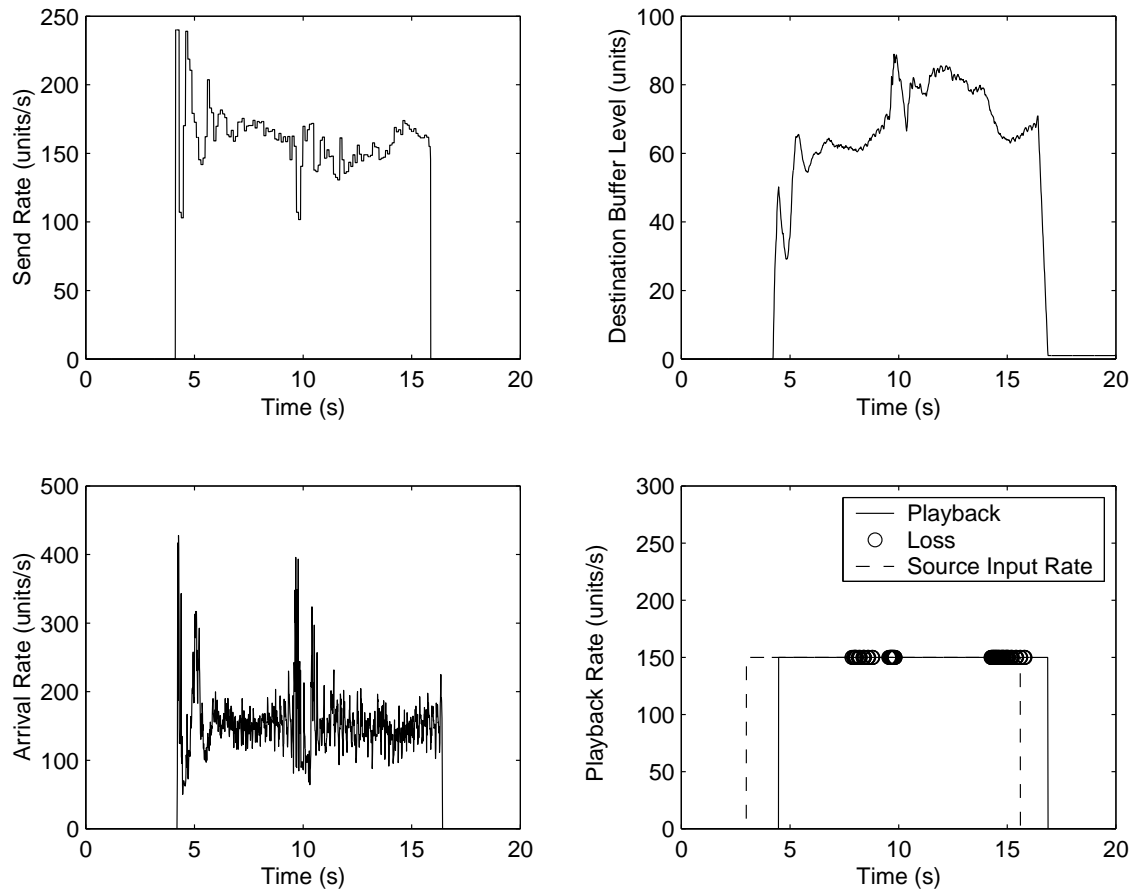 250
200
150
100
50
0
0 5 10 15 20
Send Rate (units/s)
Time (s)
100
80
60
40
20
0
0 5 10 15 20
Destination Buffer Level (units)
Time (s)
500
400
300
200
100
0
0 5 10 15 20
Arrival Rate (units/s)
Time (s)
300
250
200
150
100
50
0
0 5 10 15 20
Playback Rate (units/s)
Time (s)
Playback
Loss
Source Input Rate